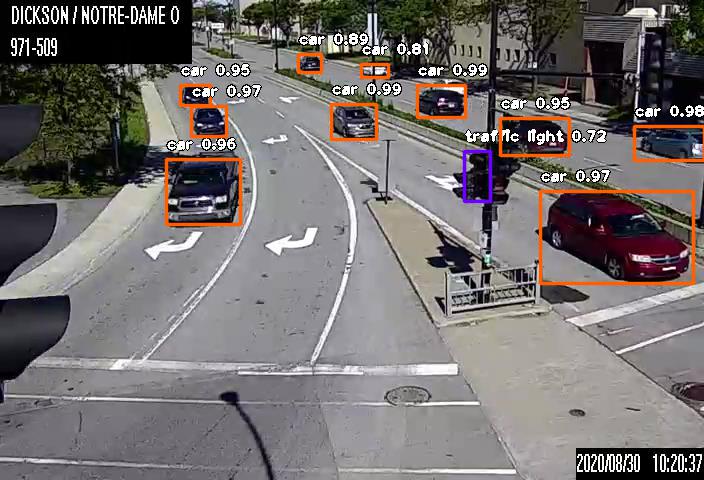 DICKSON / NOTRE-DAME O
971-509
car 0.89
car 0.81
car 0.95
car 0.99
car 0.97
car 0.99
car 0.95
car 0.98
traffic light 0.72
car 0.96
car 0.97
2020/08/30 10:20:37